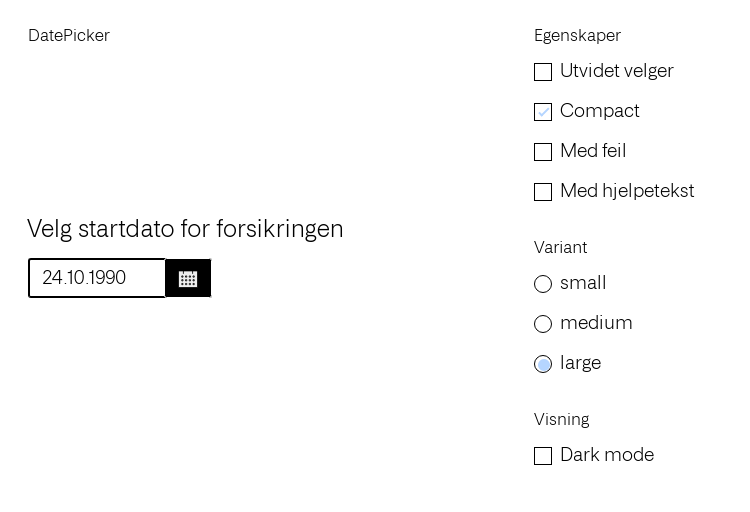 DatePicker
Velg startdato for forsikringen
24.10.1990
Egenskaper
Utvidet velger
Compact
Med feil
Med hjelpetekst
Variant
small
medium
large
Visning
Dark mode